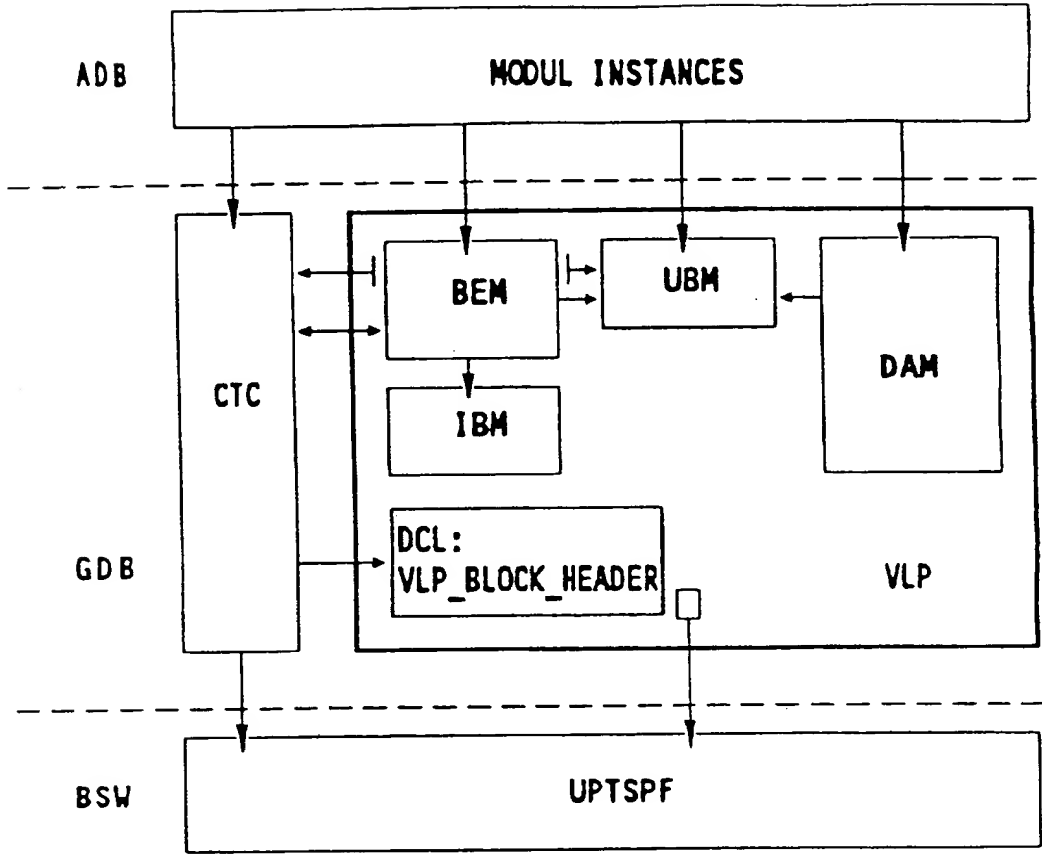 ADB
MODUL INSTANCES
BEM
UBM
DAM
CTC
IBM
DCL:
VLP_BLOCK_HEADER
GDB
VLP
BSW
UPTSPF